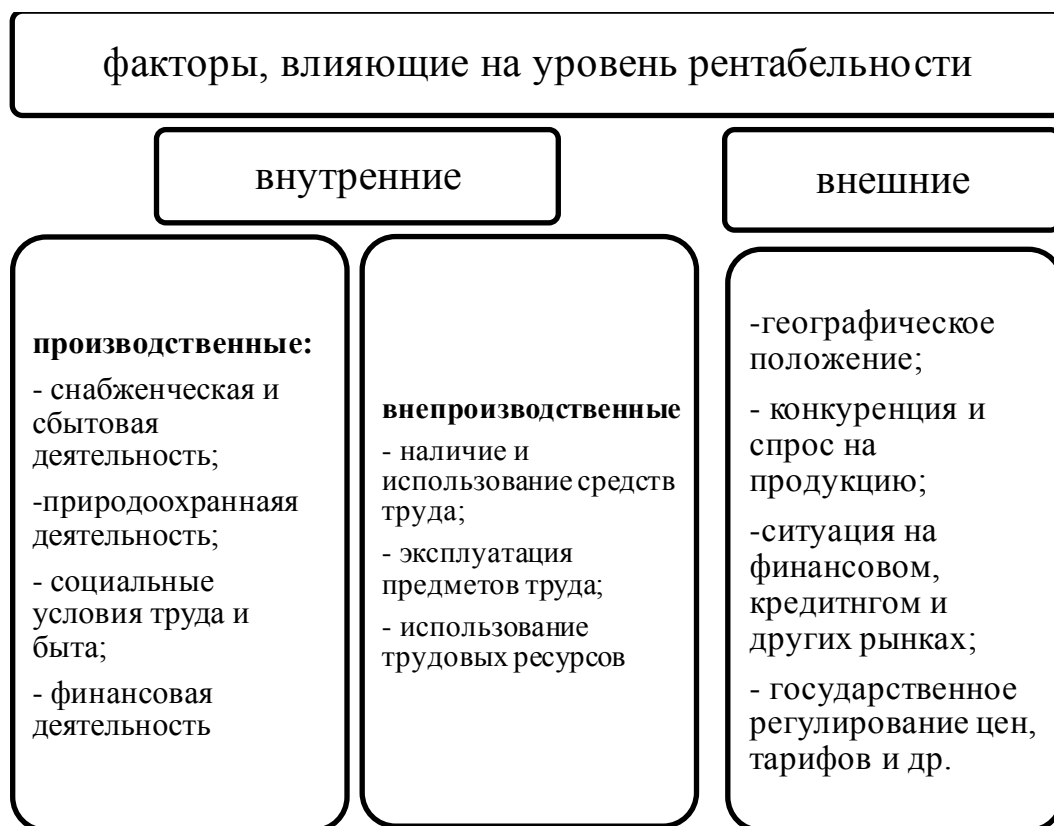 факторы, влияющие на уровень рентабельности
внутренние
внешние
производственные:
- снабженческая и
сбытовая
деятельность;
-природоохраннаяя
деятельность;
- социальные
условия труда и
быта;
- финансовая
деятельность
внепроизводственные
- наличие и
использование средств
труда;
- эксплуатация
предметов труда;
- использование
трудовых ресурсов
-географическое
положение;
- конкуренция и
спрос на
продукцию;
-ситуация на
финансовом,
кредитнгом и
других рынках;
- государственное
регулирование цен,
тарифов и др.